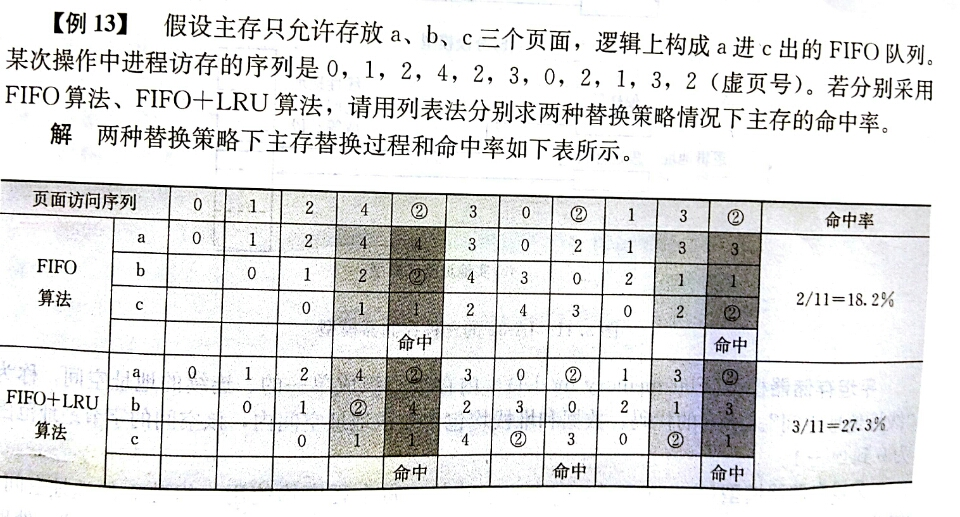 【例 13】 假设主存只允许存放 a、b、c 三个页面，逻辑上构成 a 进 c 出的 FIFO 队列。
某次操作中进程访存的序列是 0，1，2，4，2，3，0，2，1，3，2（虚页号）。若分别采用
FIFO 算法、FIFO＋LRU 算法，请用列表法分别求两种替换策略情况下主存的命中率。
解 两种替换策略下主存替换过程和命中率如下表所示。
页面访问序列 0 1 2 4 ② 3 0 ② 1 3 ② 命中率
FIFO 算法
a 0 1 2 4 4 3 0 2 1 3 3
b 0 1 2 ② 4 3 0 2 1 1
c 0 1 1 2 4 3 0 2 ②
命中 命中
2/11＝18.2%
FIFO＋LRU 算法
a 0 1 2 4 ② 3 0 ② 1 3 ②
b 0 1 ② 4 2 3 0 2 1 3
c 0 1 1 4 ② 3 0 ② 1
命中 命中 命中
3/11＝27.3%